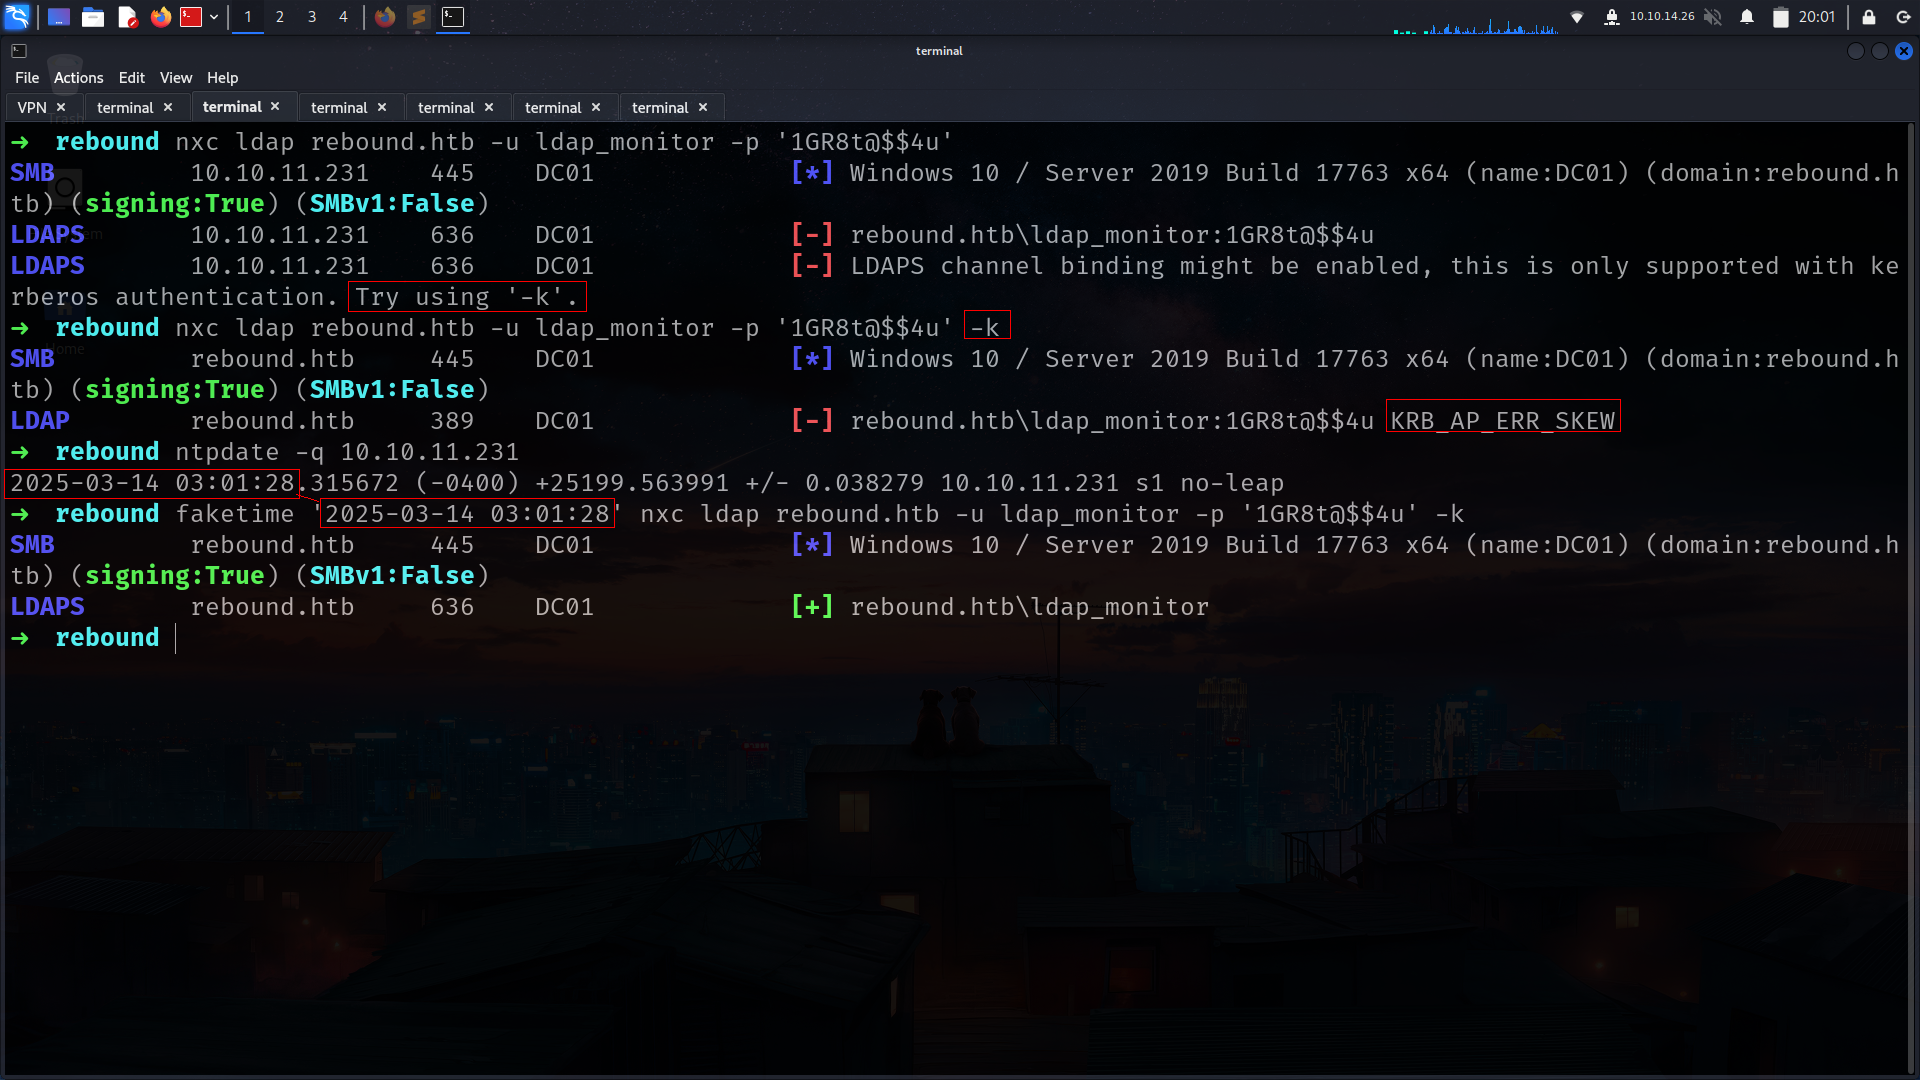 1 2 3 4 10.10.14.26 20:01
terminal
File Actions Edit View Help
VPN × terminal × terminal × terminal × terminal × terminal × terminal ×
→ rebound nxc ldap rebound.htb -u ldap_monitor -p '1GR8t@$$4u'
SMB 10.10.11.231 445 DC01 [*] Windows 10 / Server 2019 Build 17763 x64 (name:DC01) (domain:rebound.h
tb) (signing:True) (SMBv1:False)
LDAPS 10.10.11.231 636 DC01 [-] rebound.htb\ldap_monitor:1GR8t@$$4u
LDAPS 10.10.11.231 636 DC01 [-] LDAPS channel binding might be enabled, this is only supported with ke
rberos authentication. Try using '-k'.
→ rebound nxc ldap rebound.htb -u ldap_monitor -p '1GR8t@$$4u' -k
SMB rebound.htb 445 DC01 [*] Windows 10 / Server 2019 Build 17763 x64 (name:DC01) (domain:rebound.h
tb) (signing:True) (SMBv1:False)
LDAP rebound.htb 389 DC01 [-] rebound.htb\ldap_monitor:1GR8t@$$4u KRB_AP_ERR_SKEW
→ rebound ntpdate -q 10.10.11.231
2025-03-14 03:01:28.315672 (-0400) +25199.563991 +/- 0.038279 10.10.11.231 s1 no-leap
→ rebound faketime '2025-03-14 03:01:28' nxc ldap rebound.htb -u ldap_monitor -p '1GR8t@$$4u' -k
SMB rebound.htb 445 DC01 [*] Windows 10 / Server 2019 Build 17763 x64 (name:DC01) (domain:rebound.h
tb) (signing:True) (SMBv1:False)
LDAPS rebound.htb 636 DC01 [+] rebound.htb\ldap_monitor
→ rebound
Trash
Home